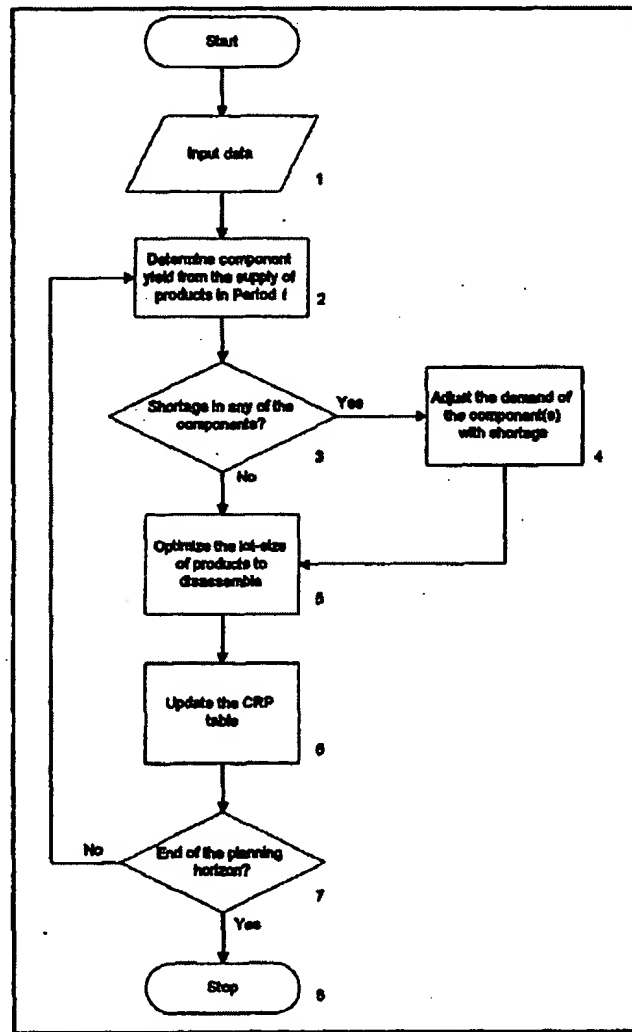 Start
Input data
1
Determine component
yield from the supply of
products in Period t
2
Shortage in any of the
components?
3
Yes
Adjust the demand of
the component(s)
with shortage
4
No
Optimize the lot-size
of products to
disassemble
5
Update the CRP
table
6
No
End of the planning
horizon?
7
Yes
Stop
8